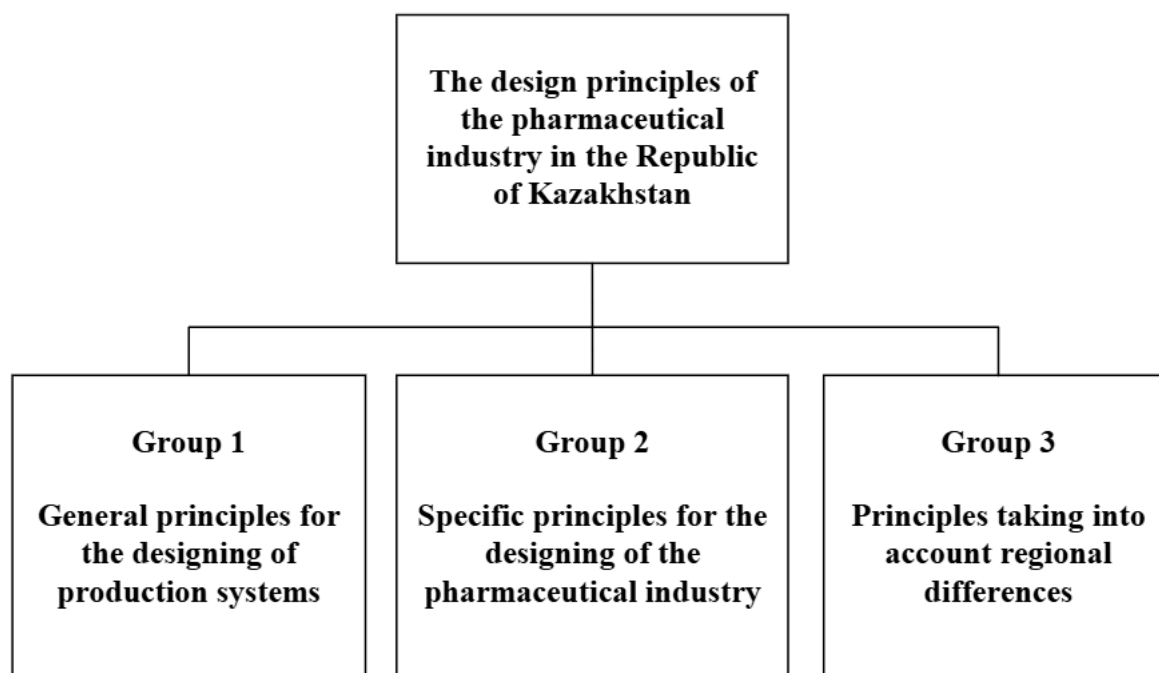 The design principles of
the pharmaceutical
industry in the Republic
of Kazakhstan
Group 1
General principles for
the designing of
production systems
Group 2
Specific principles for the
designing of the
pharmaceutical industry
Group 3
Principles taking into
account regional
differences